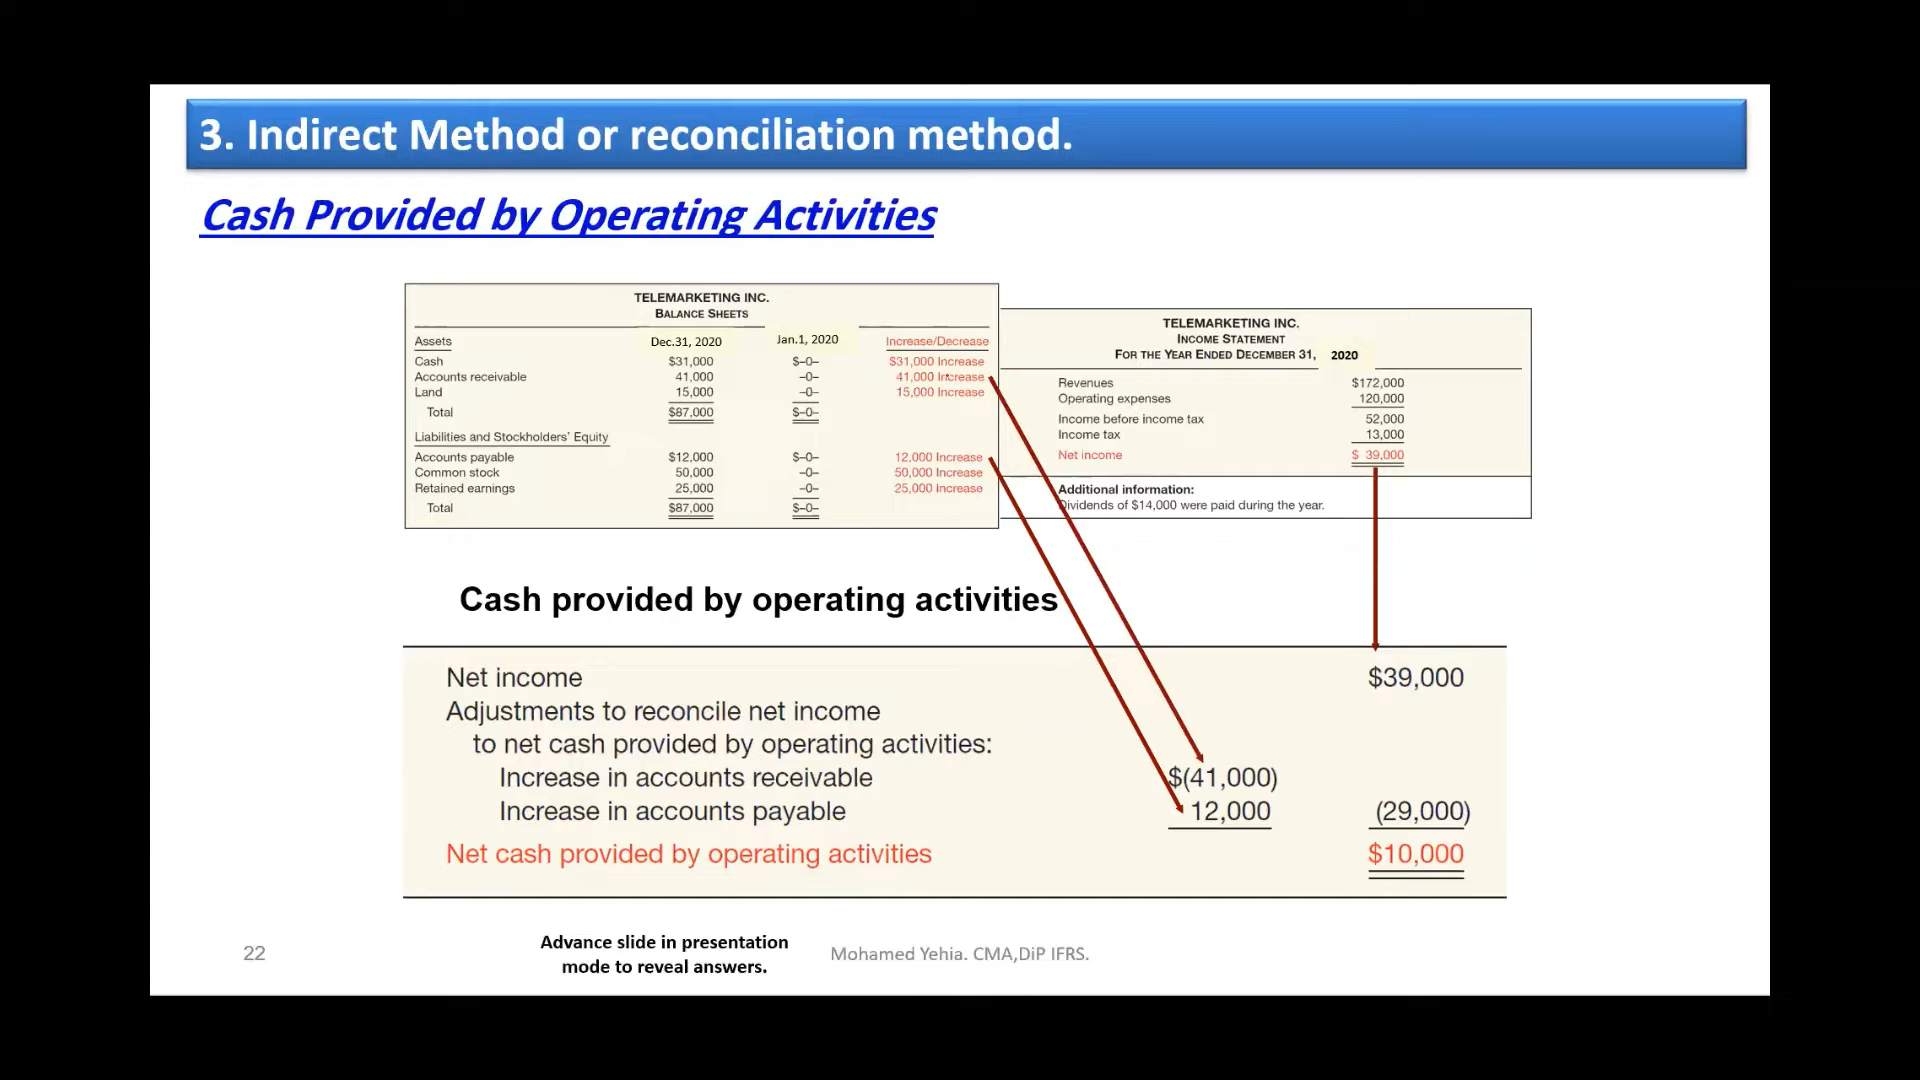 3. Indirect Method or reconciliation method.
Cash Provided by Operating Activities
TELEMARKETING INC.
BALANCE SHEETS
Assets Dec.31, 2020 Jan.1, 2020 Increase/Decrease
Cash $31,000 $–0– $31,000 Increase
Accounts receivable 41,000 –0– 41,000 Increase
Land 15,000 –0– 15,000 Increase
Total $87,000 $–0–
Liabilities and Stockholders' Equity
Accounts payable $12,000 $–0– 12,000 Increase
Common stock 50,000 –0– 50,000 Increase
Retained earnings 25,000 –0– 25,000 Increase
Total $87,000 $–0–
TELEMARKETING INC.
INCOME STATEMENT
FOR THE YEAR ENDED DECEMBER 31, 2020
Revenues $172,000
Operating expenses 120,000
Income before income tax 52,000
Income tax 13,000
Net income $ 39,000
Additional information:
Dividends of $14,000 were paid during the year.
Cash provided by operating activities
Net income $39,000
Adjustments to reconcile net income
to net cash provided by operating activities:
Increase in accounts receivable $(41,000)
Increase in accounts payable 12,000 (29,000)
Net cash provided by operating activities $10,000
22
Advance slide in presentation
mode to reveal answers.
Mohamed Yehia. CMA,DiP IFRS.